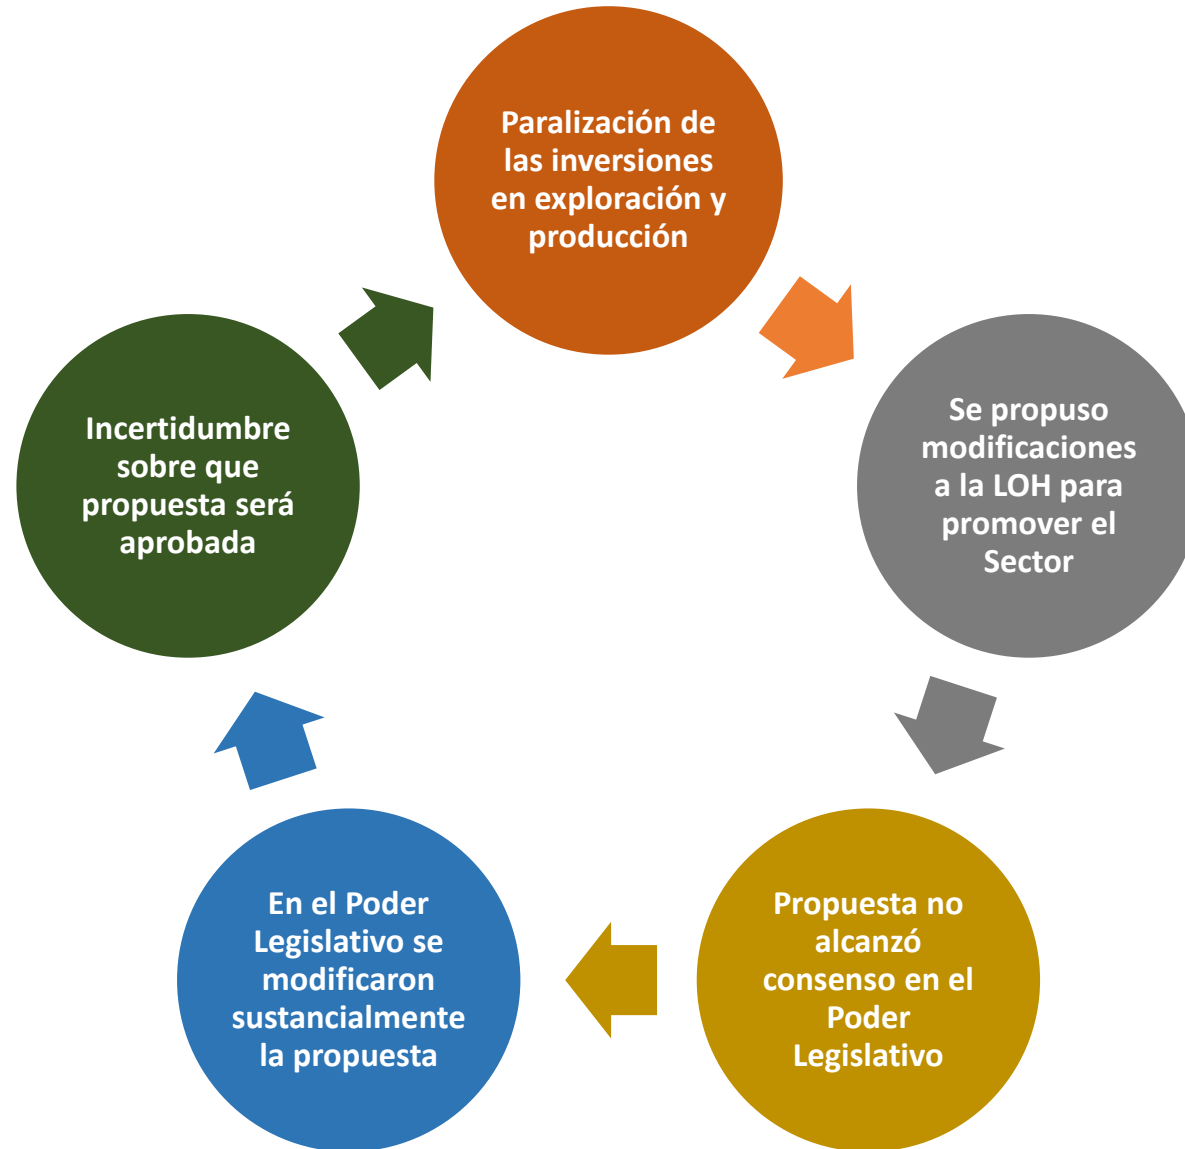 Paralización de
las inversiones
en exploración y
producción
Se propuso
modificaciones
a la LOH para
promover el
Sector
Propuesta no
alcanzó
consenso en el
Poder
Legislativo
En el Poder
Legislativo se
modificaron
sustancialmente
la propuesta
Incertidumbre
sobre que
propuesta será
aprobada